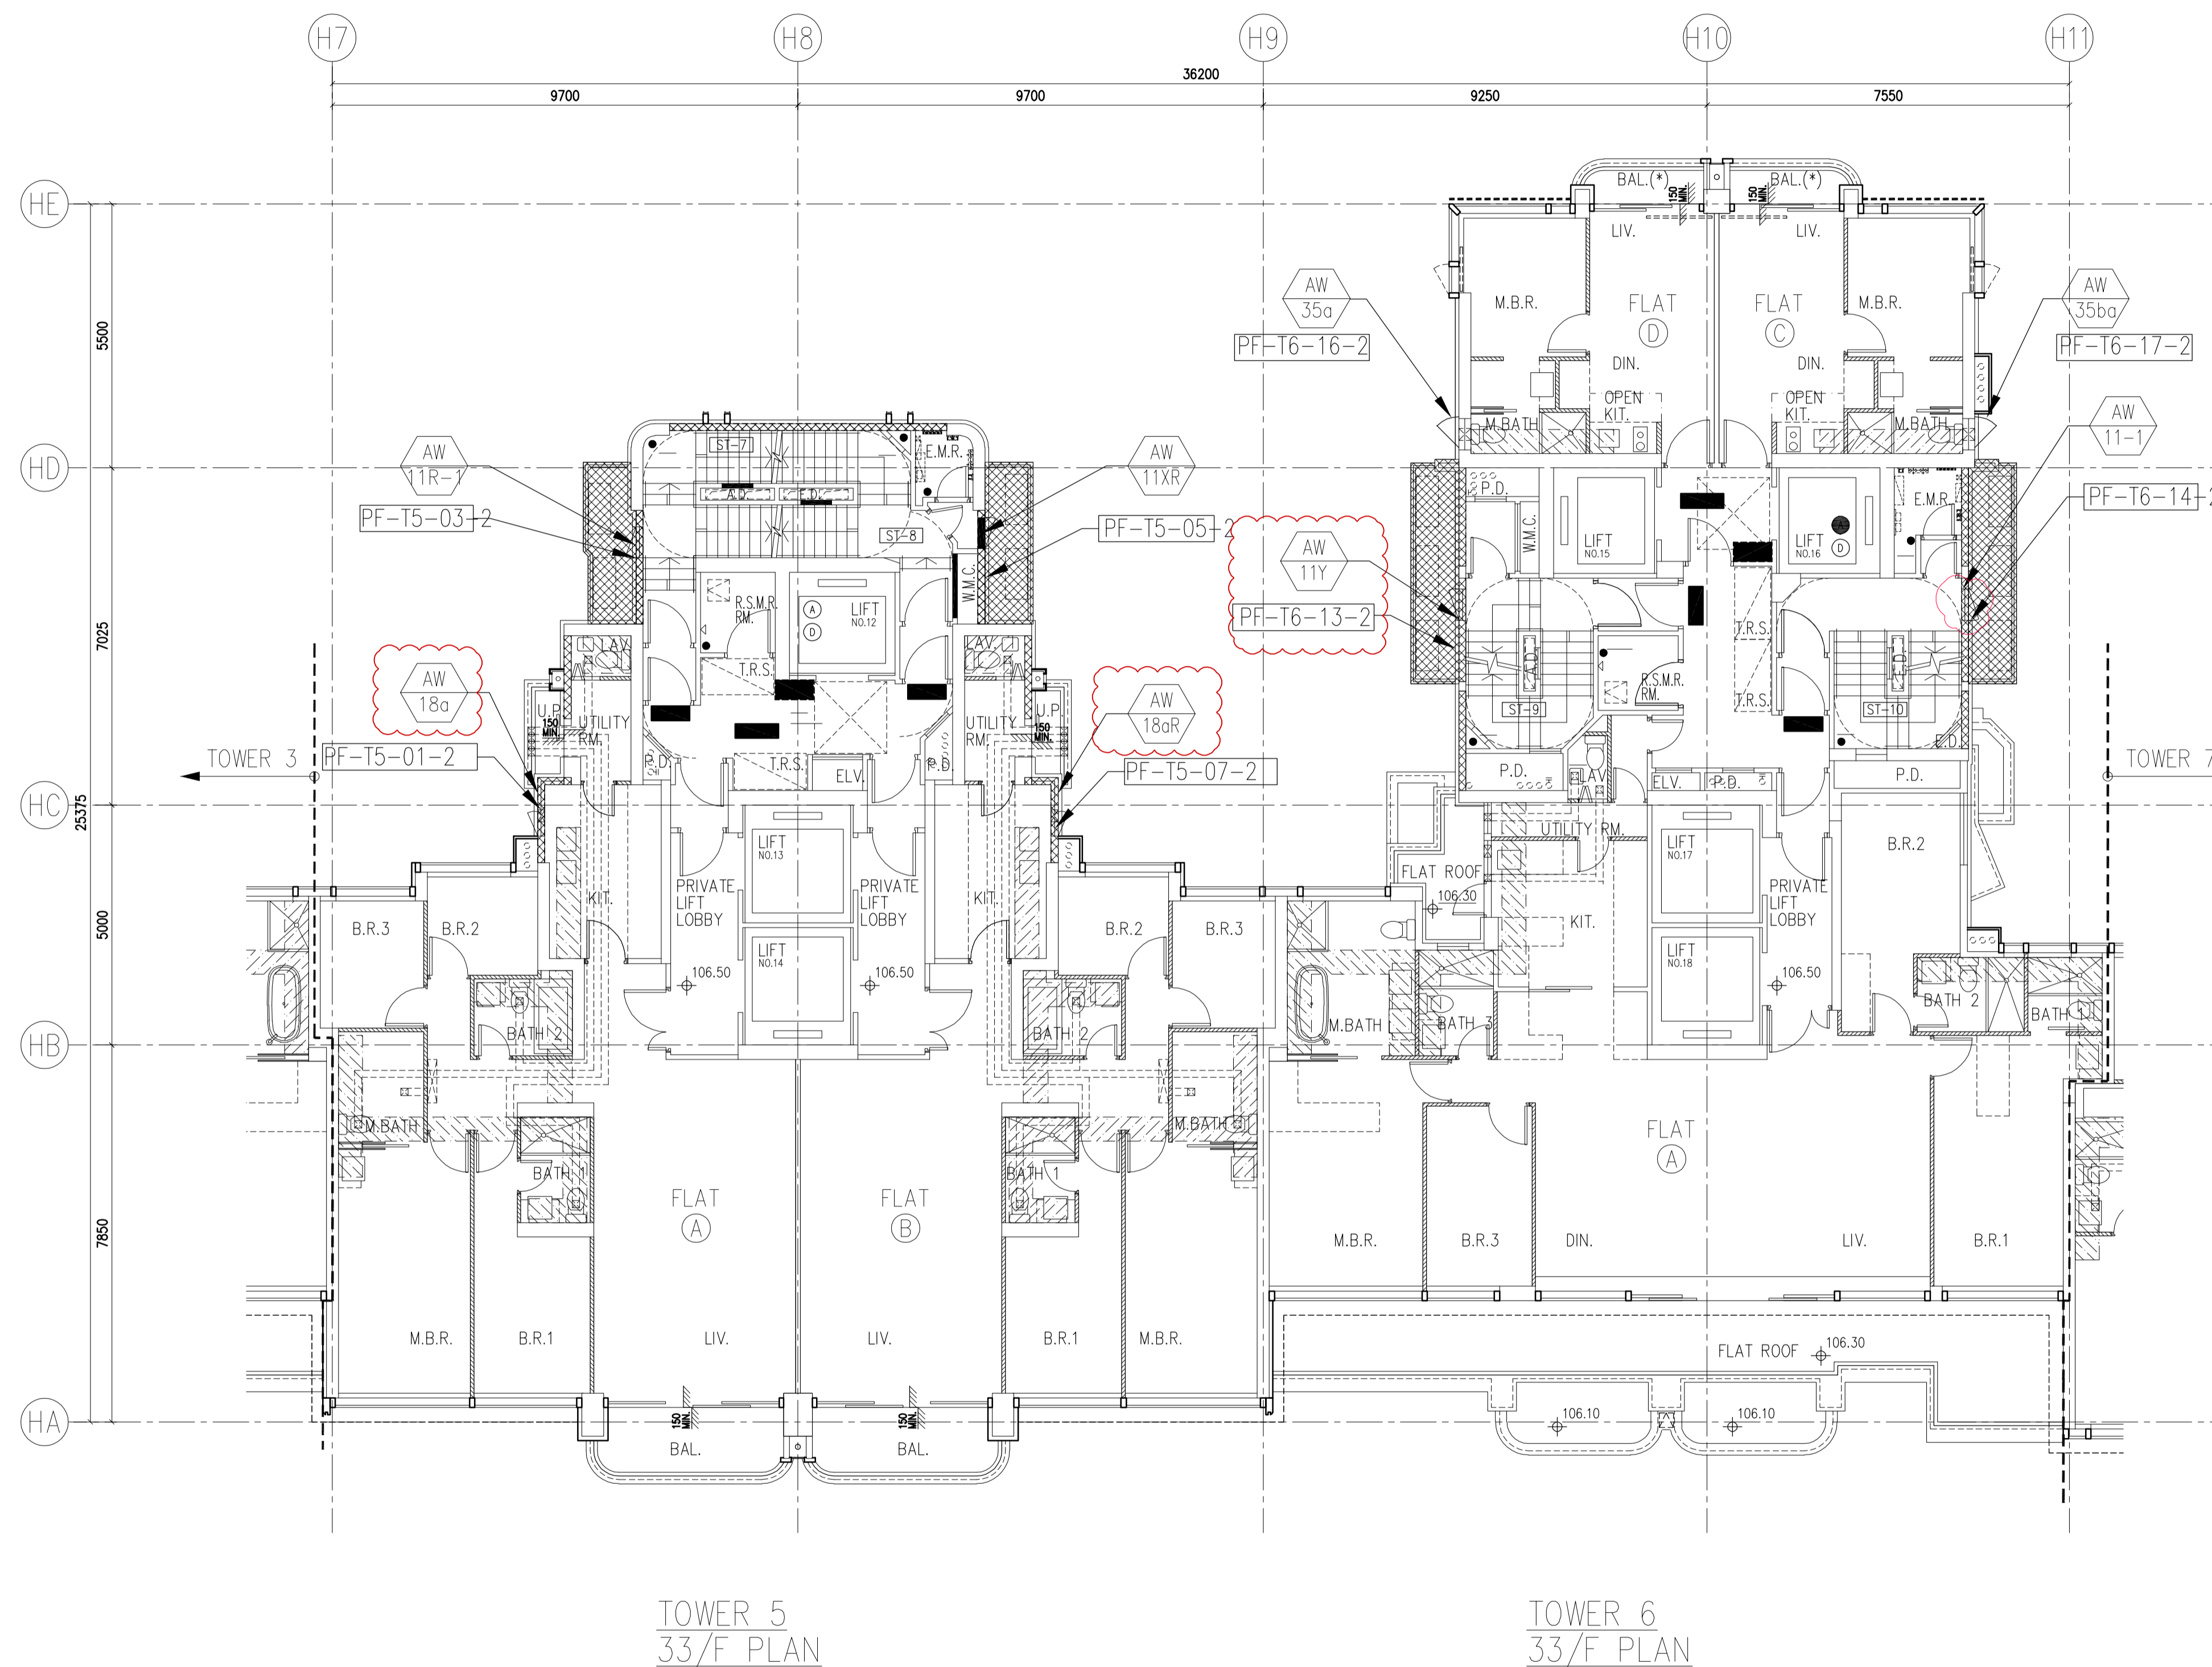 H7
H8
H9
H10
H11
36200
9700
9700
9250
7550
HE
HD
HC
HB
HA
5500
7025
5000
7850
25375
BAL.(*)
BAL.(*)
150
MIN.
150
MIN.
LIV.
LIV.
AW
35a
PF-T6-16-2
M.B.R.
FLAT
D
FLAT
C
M.B.R.
AW
35ba
PF-T6-17-2
DIN.
DIN.
OPEN
KIT.
OPEN
KIT.
M.BATH
M.BATH
AW
11-1
PF-T6-14-2
AW
11R-1
PF-T5-03-2
ST-7
E.M.R.
A.D.
F.D.
ST-8
AW
11XR
PF-T5-05-2
W.M.C.
R.S.M.R.
RM.
A
D
LIFT
NO.12
P.D.
W.M.C.
LIFT
NO.15
LIFT
NO.16
A
D
E.M.R.
AW
11Y
PF-T6-13-2
T.R.S.
T.R.S.
A.D.
F.D.
R.S.M.R.
RM.
ST-9
ST-10
F.D.
LAV.
LAV.
T.R.S.
AW
18a
PF-T5-01-2
U.P.
150
MIN.
UTILITY
RM.
UTILITY
RM.
U.P.
150
MIN.
AW
18aR
PF-T5-07-2
P.D.
T.R.S.
ELV.
P.D.
TOWER 3
TOWER 7
P.D.
LAV.
ELV.
P.D.
P.D.
UTILITY RM.
LIFT
NO.13
LIFT
NO.14
PRIVATE
LIFT
LOBBY
PRIVATE
LIFT
LOBBY
106.50
106.50
KIT.
KIT.
B.R.3
B.R.2
B.R.2
B.R.3
BATH 2
BATH 2
M.BATH
M.BATH
BATH 1
BATH 1
FLAT
A
FLAT
B
M.B.R.
B.R.1
LIV.
LIV.
B.R.1
M.B.R.
150
MIN.
150
MIN.
BAL.
BAL.
FLAT ROOF
106.30
KIT.
LIFT
NO.17
LIFT
NO.18
PRIVATE
LIFT
LOBBY
106.50
B.R.2
M.BATH
BATH 3
BATH 2
BATH 1
FLAT
A
M.B.R.
B.R.3
DIN.
LIV.
B.R.1
FLAT ROOF
106.30
106.10
106.10
TOWER 5
33/F PLAN
TOWER 6
33/F PLAN